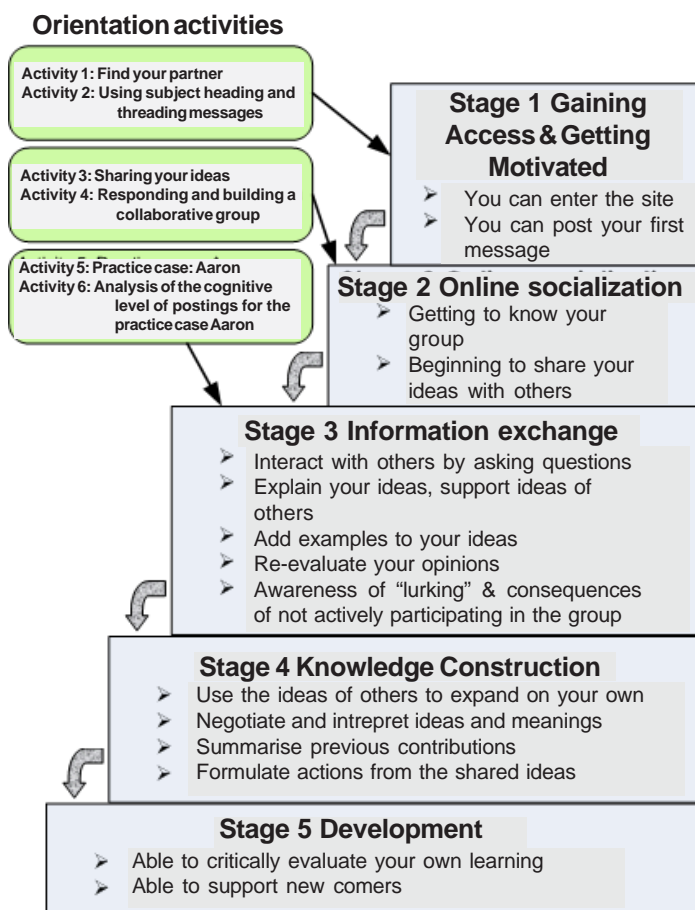 Orientation activities
Activity 1: Find your partner
Activity 2: Using subject heading and
threading messages
Activity 3: Sharing your ideas
Activity 4: Responding and building a
collaborative group
Activity 5: Practice case: Aaron
Activity 6: Analysis of the cognitive
level of postings for the
practice case Aaron
Stage 1 Gaining
Access & Getting
Motivated
➢ You can enter the site
➢ You can post your first
message
Stage 2 Online socialization
➢ Getting to know your
group
➢ Beginning to share your
ideas with others
Stage 3 Information exchange
➢ Interact with others by asking questions
➢ Explain your ideas, support ideas of
others
➢ Add examples to your ideas
➢ Re-evaluate your opinions
➢ Awareness of “lurking” & consequences
of not actively participating in the group
Stage 4 Knowledge Construction
➢ Use the ideas of others to expand on your own
➢ Negotiate and intrepret ideas and meanings
➢ Summarise previous contributions
➢ Formulate actions from the shared ideas
Stage 5 Development
➢ Able to critically evaluate your own learning
➢ Able to support new comers